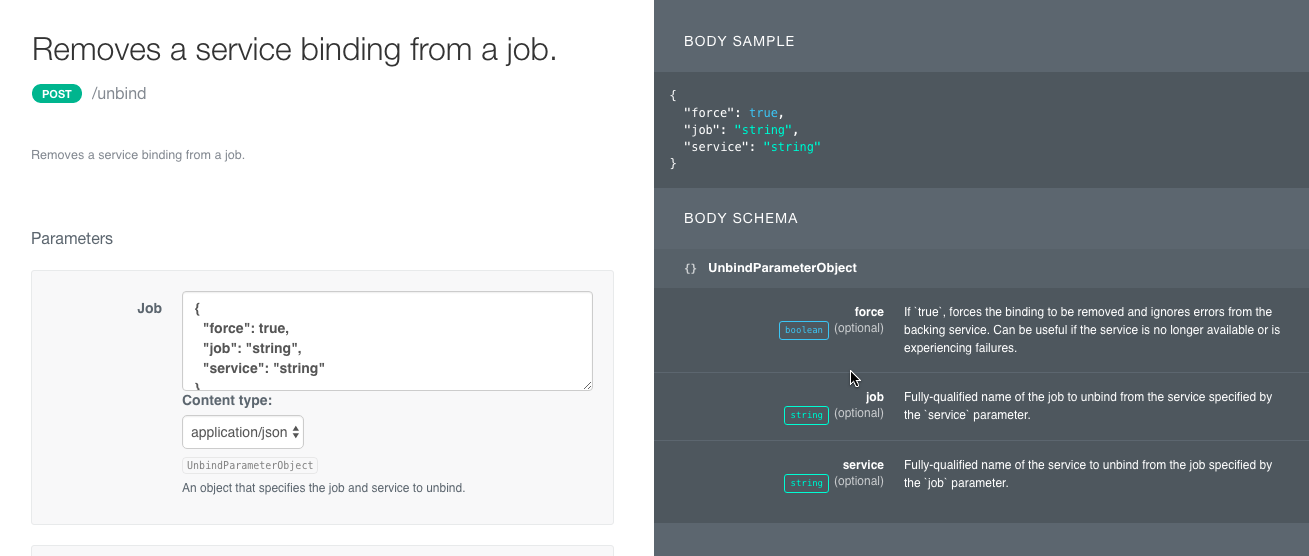 Removes a service binding from a job.
POST /unbind
Removes a service binding from a job.
Parameters
Job
{
"force": true,
"job": "string",
"service": "string"
}
Content type:
application/json
UnbindParameterObject
An object that specifies the job and service to unbind.
BODY SAMPLE
{
"force": true,
"job": "string",
"service": "string"
}
BODY SCHEMA
{} UnbindParameterObject
force
boolean (optional)
If `true`, forces the binding to be removed and ignores errors from the
backing service. Can be useful if the service is no longer available or is
experiencing failures.
job
string (optional)
Fully-qualified name of the job to unbind from the service specified by
the `service` parameter.
service
string (optional)
Fully-qualified name of the service to unbind from the job specified by
the `job` parameter.